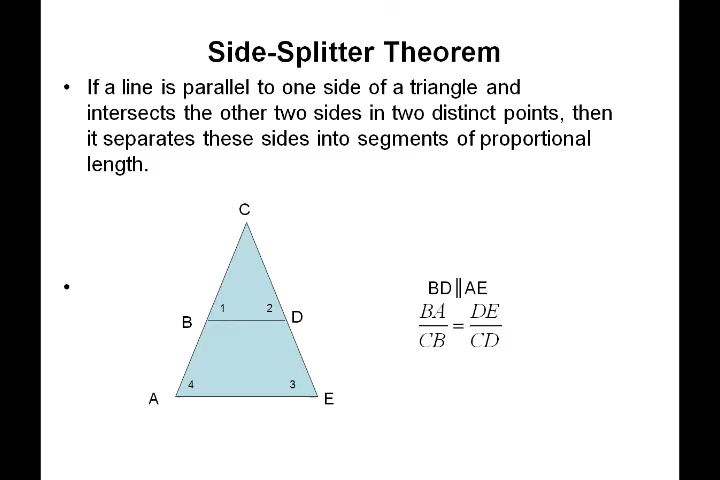 Side-Splitter Theorem
• If a line is parallel to one side of a triangle and
intersects the other two sides in two distinct points, then
it separates these sides into segments of proportional
length.
C
•
BD∥AE
1 2
B D
BA/CB = DE/CD
4 3
A E